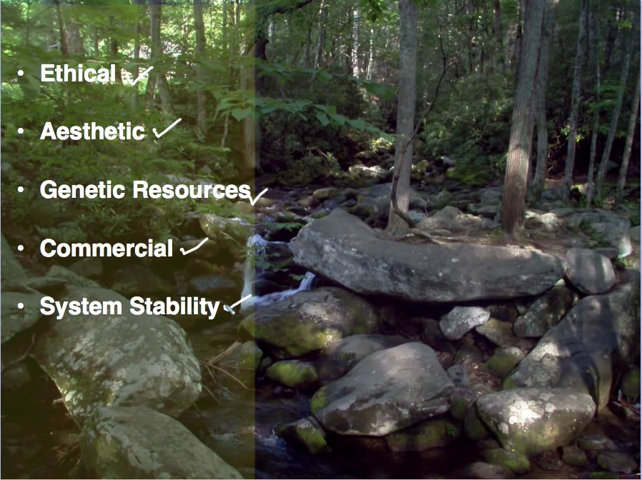 • Ethical
• Aesthetic
• Genetic Resources
• Commercial
• System Stability